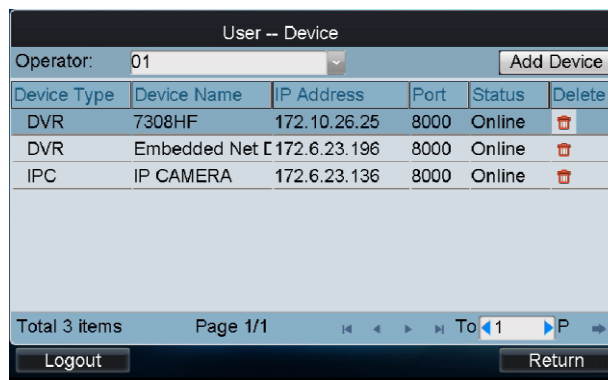 User -- Device
Operator: 01 Add Device
Device Type Device Name IP Address Port Status Delete
DVR 7308HF 172.10.26.25 8000 Online
DVR Embedded Net 172.6.23.196 8000 Online
IPC IP CAMERA 172.6.23.136 8000 Online
Total 3 items Page 1/1 To 1 P
Logout Return